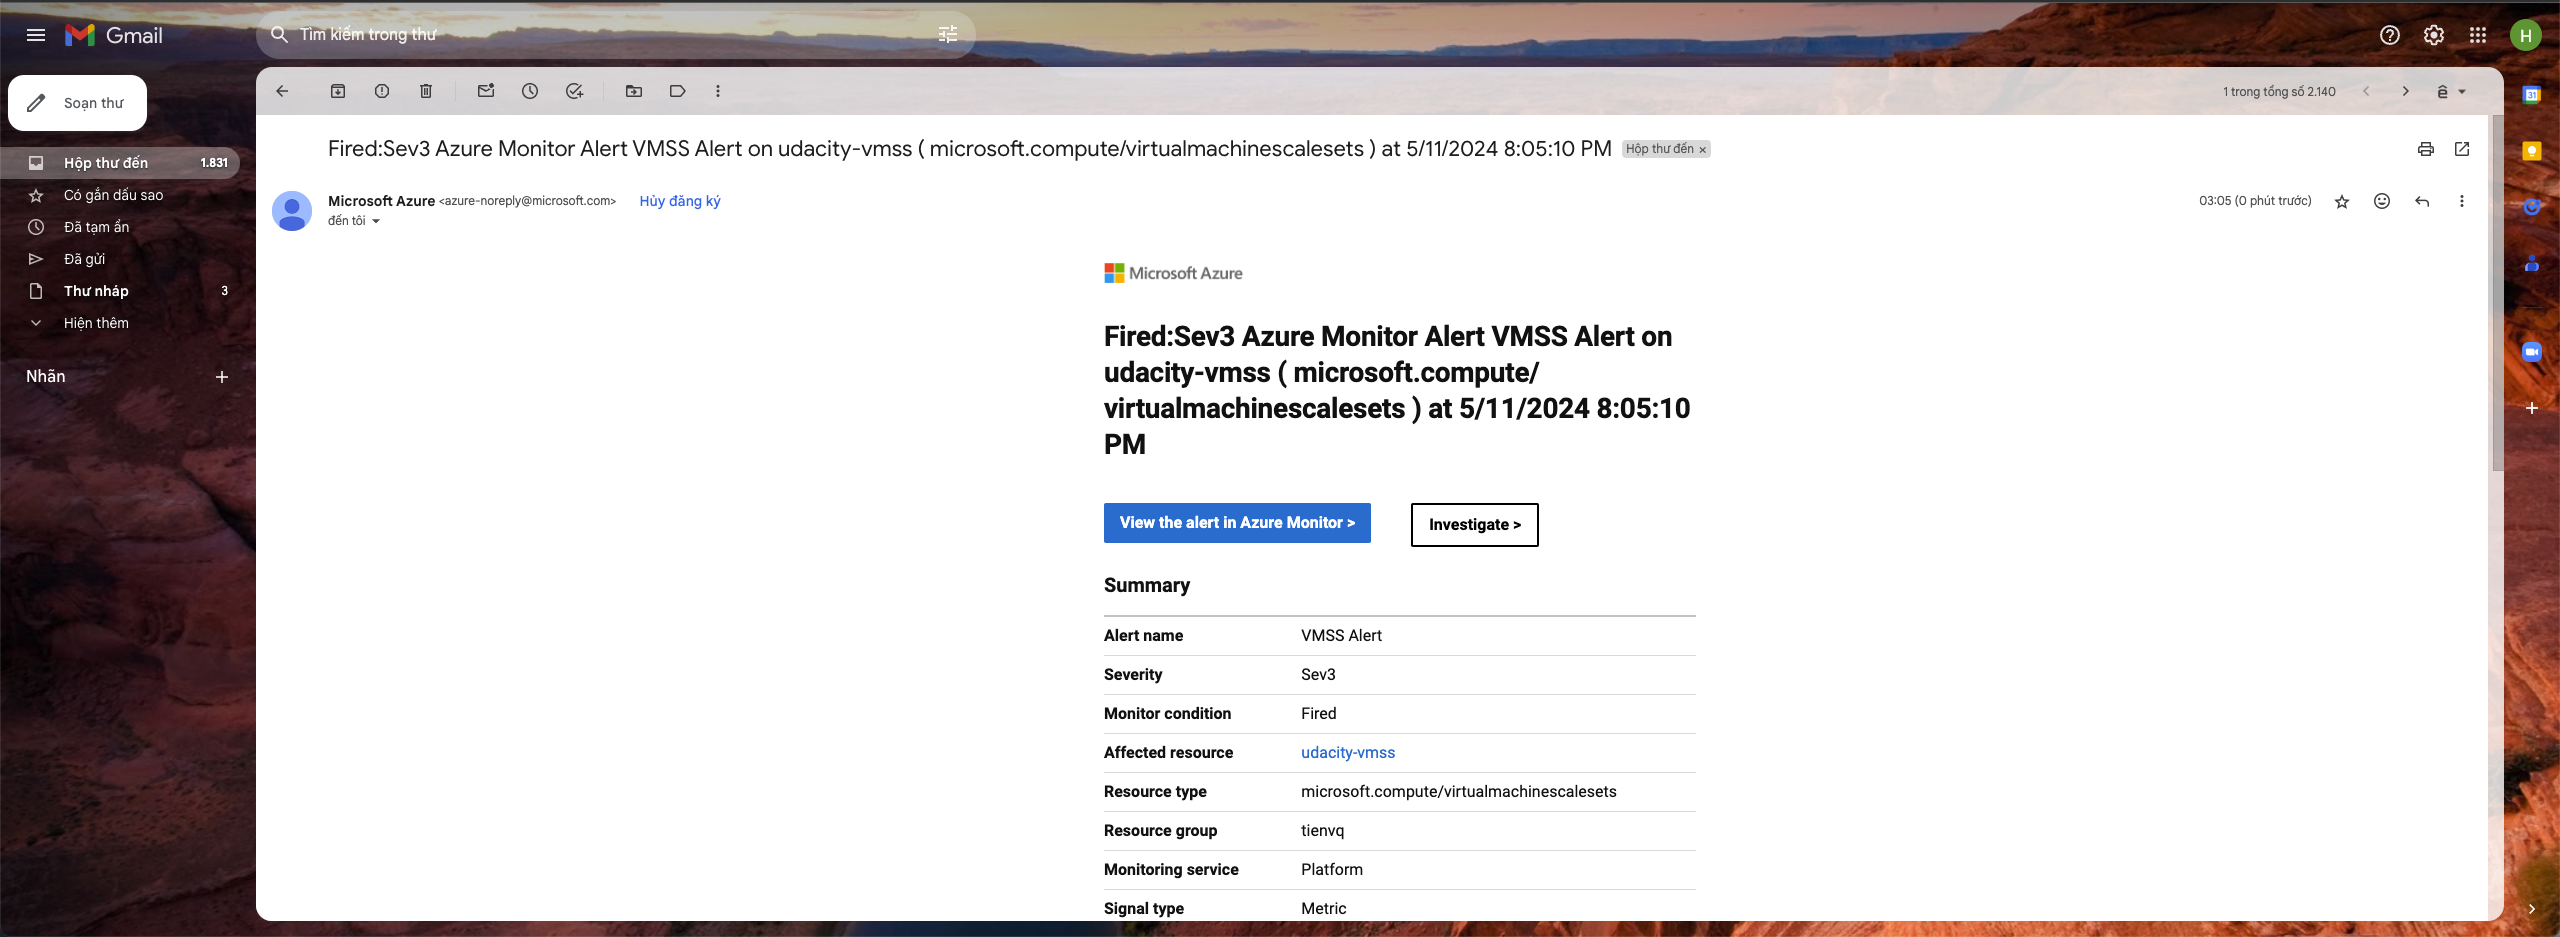 Gmail
Tìm kiếm trong thư
H
Soạn thư
1 trong tổng số 2.140
Hộp thư đến 1.831
Có gắn dấu sao
Đã tạm ẩn
Đã gửi
Thư nháp 3
Hiện thêm
Nhãn
Fired:Sev3 Azure Monitor Alert VMSS Alert on udacity-vmss ( microsoft.compute/virtualmachinescalesets ) at 5/11/2024 8:05:10 PM Hộp thư đến ×
Microsoft Azure <azure-noreply@microsoft.com> Hủy đăng ký
03:05 (0 phút trước)
đến tôi
Microsoft Azure
Fired:Sev3 Azure Monitor Alert VMSS Alert on
udacity-vmss ( microsoft.compute/
virtualmachinescalesets ) at 5/11/2024 8:05:10
PM
View the alert in Azure Monitor >
Investigate >
Summary
Alert name VMSS Alert
Severity Sev3
Monitor condition Fired
Affected resource udacity-vmss
Resource type microsoft.compute/virtualmachinescalesets
Resource group tienvq
Monitoring service Platform
Signal type Metric
31
ê